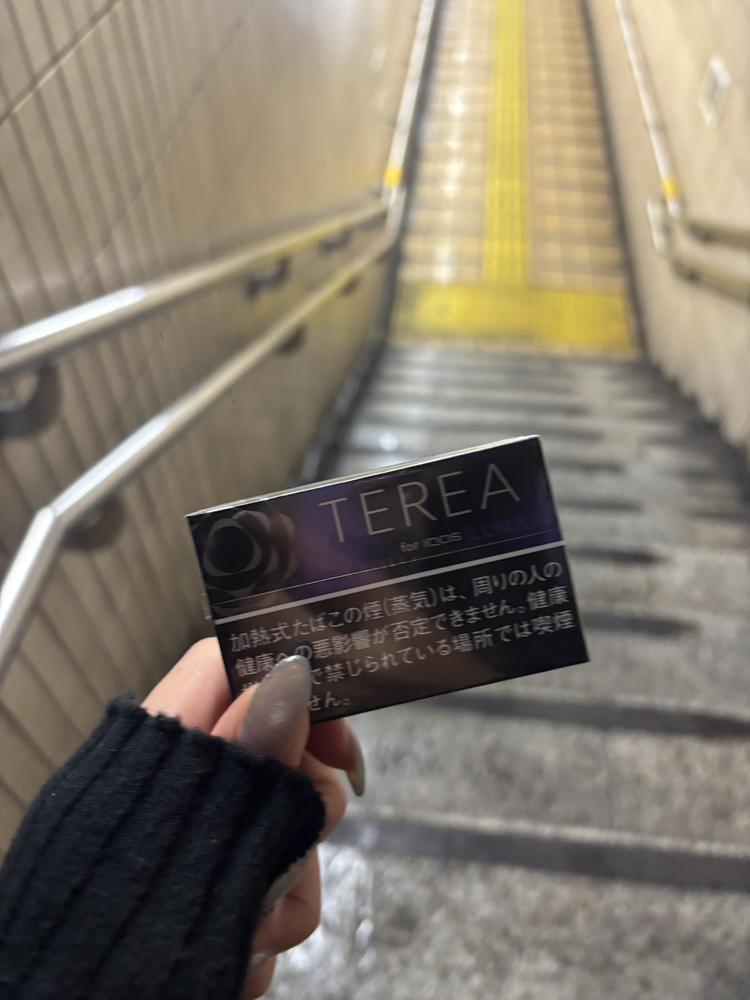 TEREA
for IQOS ILUMA
加熱式たばこの煙(蒸気)は、周りの人の
健康への悪影響が否定できません。健康
で禁じられている場所では喫煙
せん。